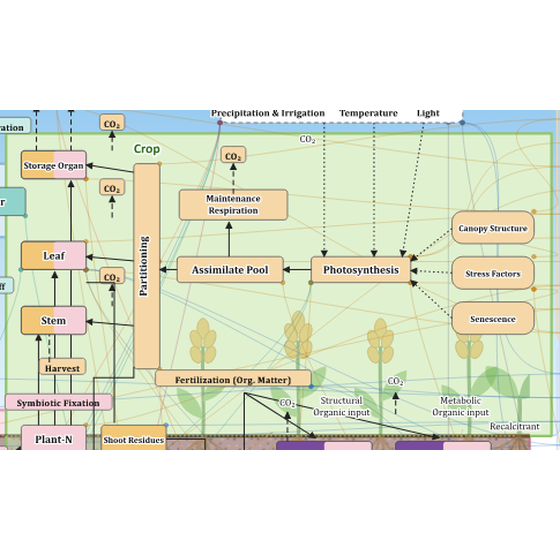 Precipitation & Irrigation Temperature Light
CO₂
ration
CO₂
Crop
CO₂
Storage Organ
CO₂
Maintenance
Respiration
Canopy Structure
Leaf
Partitioning
Assimilate Pool
Photosynthesis
Stress Factors
CO₂
Stem
Senescence
Harvest
Fertilization (Org. Matter)
CO₂
Symbiotic Fixation
CO₂
Structural
Organic input
Metabolic
Organic input
Recalcitrant
Plant-N
Shoot Residues